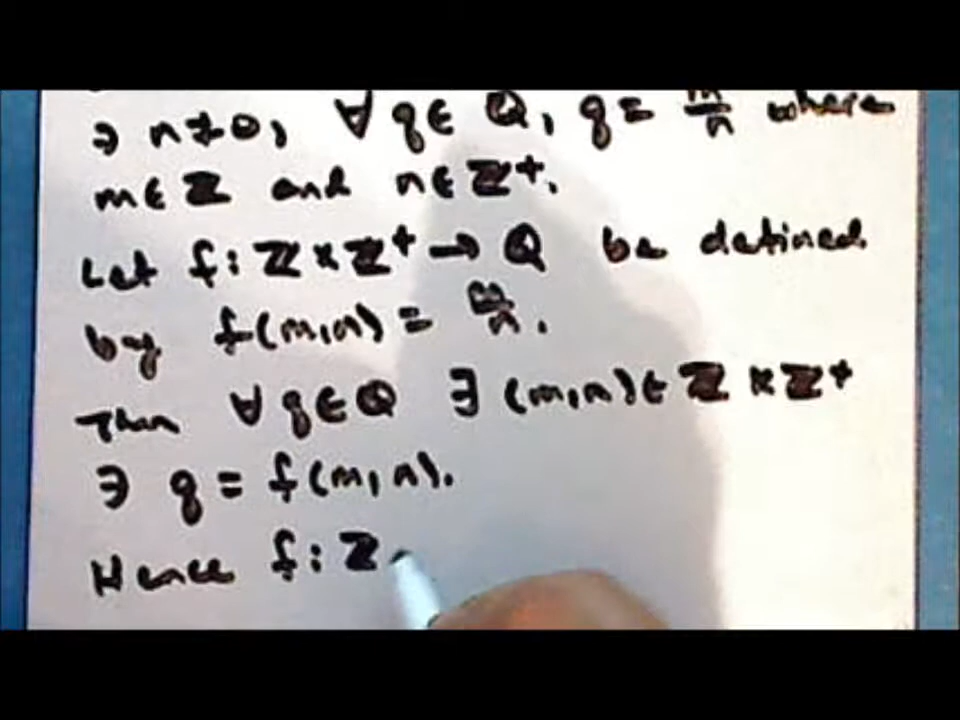 ∋ n≠0, ∀ q∈ Q, q = m/n where
m∈ Z and n∈ Z⁺.
Let f: Z×Z⁺ → Q be defined
by f(m,n) = m/n.
Then ∀ q∈Q ∃ (m,n)∈ Z × Z⁺
∋ q = f(m,n).
Hence f: Z